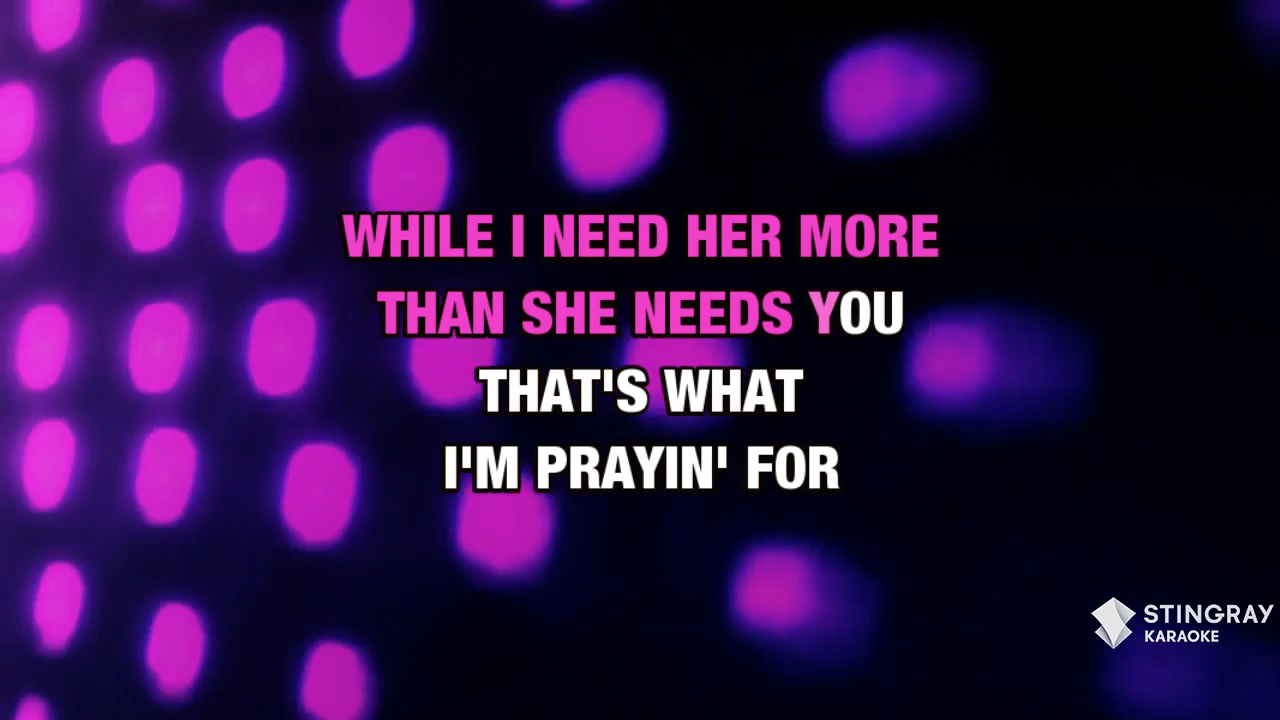 WHILE I NEED HER MORE
THAN SHE NEEDS YOU
THAT'S WHAT
I'M PRAYIN' FOR
STINGRAY
KARAOKE